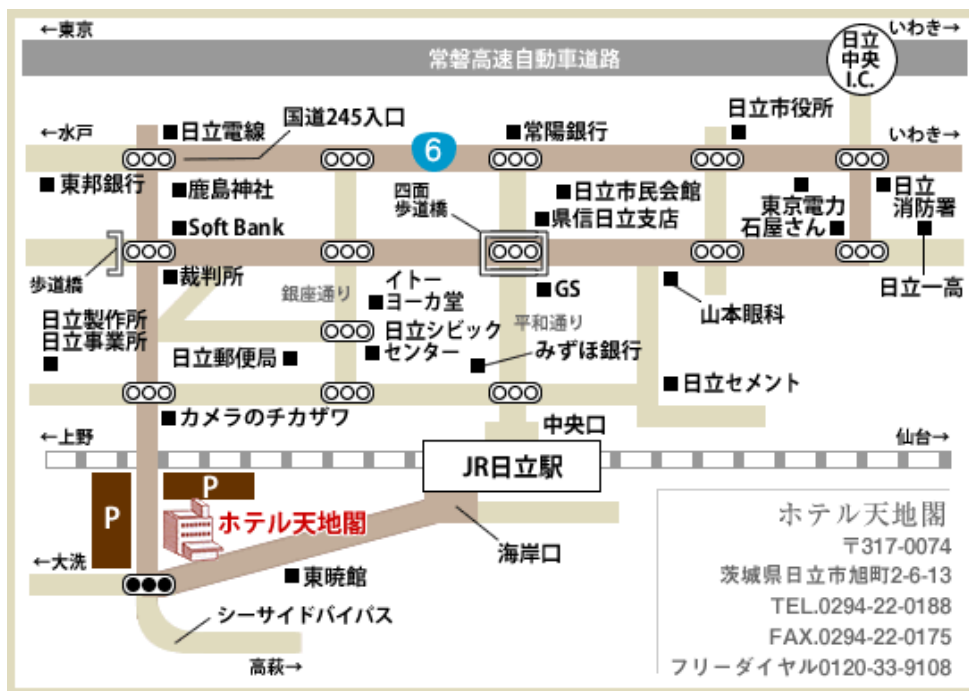 ←東京
いわき→
常磐高速自動車道路
日立
中央
I.C.
日立市役所
国道245入口
←水戸
日立電線
6
常陽銀行
いわき→
東邦銀行
鹿島神社
四面
歩道橋
日立市民会館
県信日立支店
東京電力
石屋さん
日立
消防署
Soft Bank
歩道橋
裁判所
銀座通り
イトー
ヨーカ堂
GS
山本眼科
日立一高
日立製作所
日立事業所
日立シビック
センター
平和通り
日立郵便局
みずほ銀行
日立セメント
カメラのチカザワ
中央口
←上野
仙台→
JR日立駅
P
P
ホテル天地閣
海岸口
←大洗
東暁館
シーサイドバイパス
高萩→
ホテル天地閣
〒317-0074
茨城県日立市旭町2-6-13
TEL.0294-22-0188
FAX.0294-22-0175
フリーダイヤル0120-33-9108